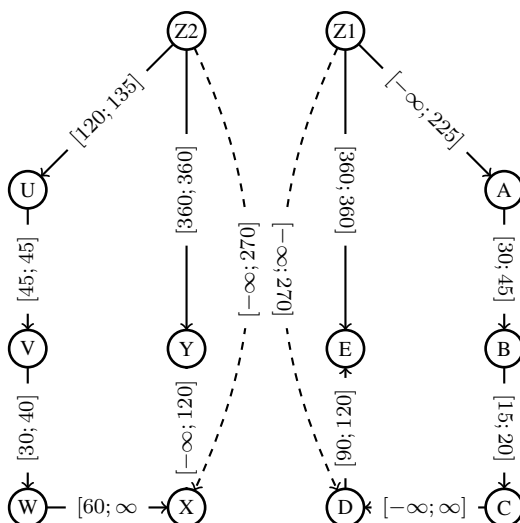 Z2
Z1
[120; 135]
[360; 360]
[−∞; 270]
[−∞; 270]
[360; 360]
[−∞; 225]
U
A
[45; 45]
[30; 45]
V
Y
E
B
[30; 40]
[−∞; 120]
[90; 120]
[15; 20]
W
[60; ∞
X
D
[−∞; ∞]
C